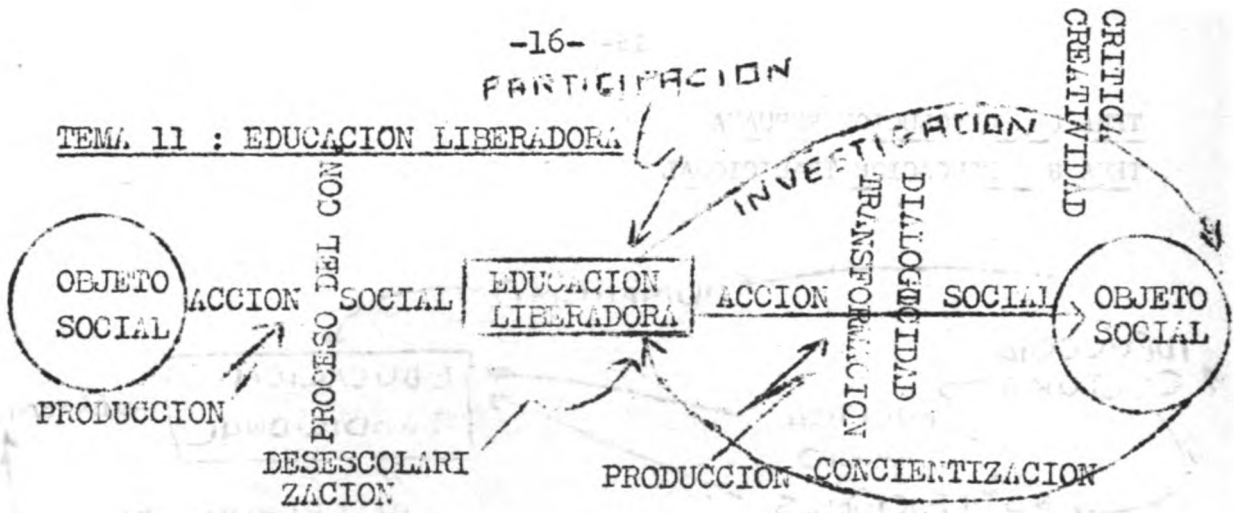 -16-
PARTICIPACION
TEMA 11 : EDUCACION LIBERADORA
INVESTIGACION
CRITICA
CREATIVIDAD
PROCESO DEL CON
DIALOGICIDAD
TRANSFORMACION
OBJETO
SOCIAL
ACCION SOCIAL
EDUCACION
LIBERADORA
ACCION SOCIAL
OBJETO
SOCIAL
PRODUCCION
DESESCOLARI
ZACION
PRODUCCION
CONCIENTIZACION